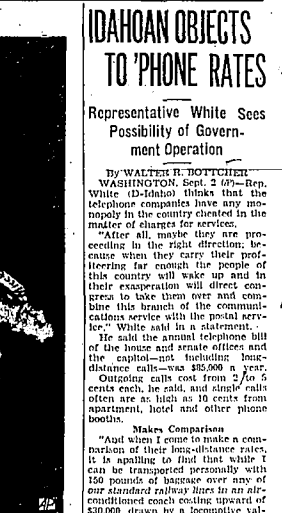 IDAHOAN OBJECTS
TO 'PHONE RATES
Representative White Sees
Possibility of Govern-
ment Operation
By WALTER R. BOTTCHER
WASHINGTON, Sept. 2 (AP)—Rep.
White (D-Idaho) thinks that the
telephone companies have any mo-
nopoly in the country cheated in the
matter of charges for services.
"After all, maybe they are pro-
ceeding in the right direction; be-
cause when they carry their prof-
iteering far enough the people of
this country will wake up and in
their exasperation will direct con-
gress to take them over and com-
bine this branch of the communi-
cations service with the postal serv-
ice," White said in a statement.
He said the annual telephone bill
of the house and senate offices and
the capitol—not including long-
distance calls—was $85,000 a year.
Outgoing calls cost from 2 to 5
cents each, he said, and single calls
often are as high as 10 cents from
apartment, hotel and other phone
booths.
Makes Comparison
"And when I come to make a com-
parison of their long-distance rates,
it is appalling to find that while I
can be transported personally with
150 pounds of baggage over any of
our standard railway lines in an air-
conditioned coach costing upward of
$30,000 drawn by a locomotive val-
AP